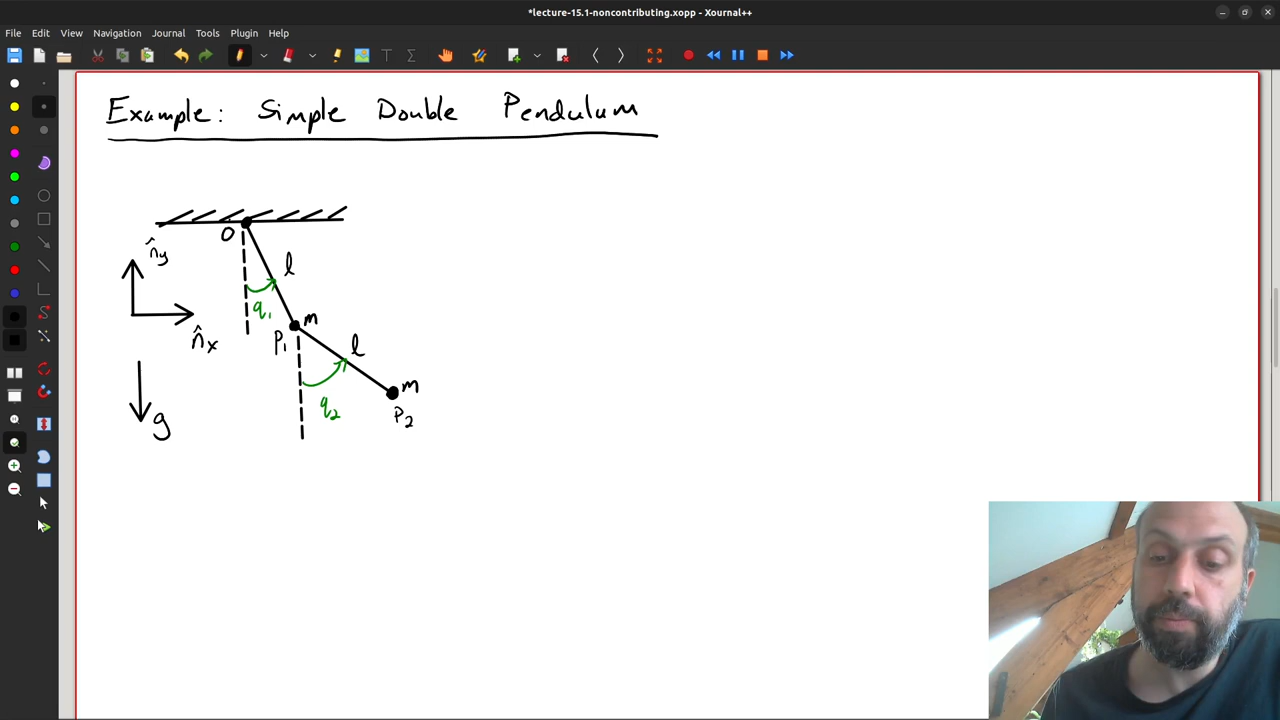 *lecture-15.1-noncontributing.xopp - Xournal++
File Edit View Navigation Journal Tools Plugin Help
Example: Simple Double Pendulum
O
n̂y
l
q1
m
n̂x
P1
l
m
q2
P2
g